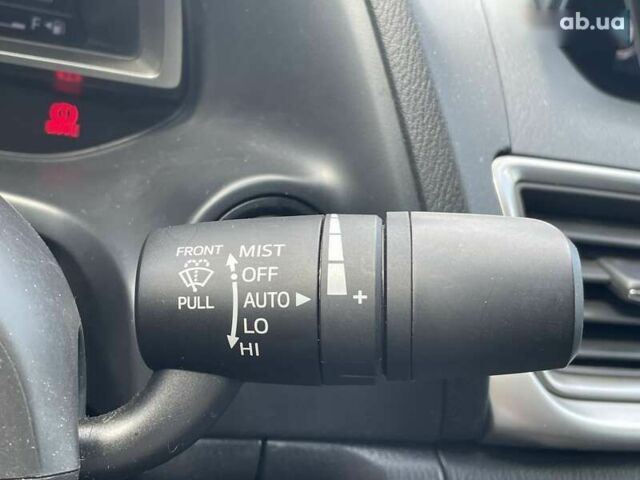 ab.ua
F
FRONT
PULL
MIST
OFF
AUTO
LO
HI
+